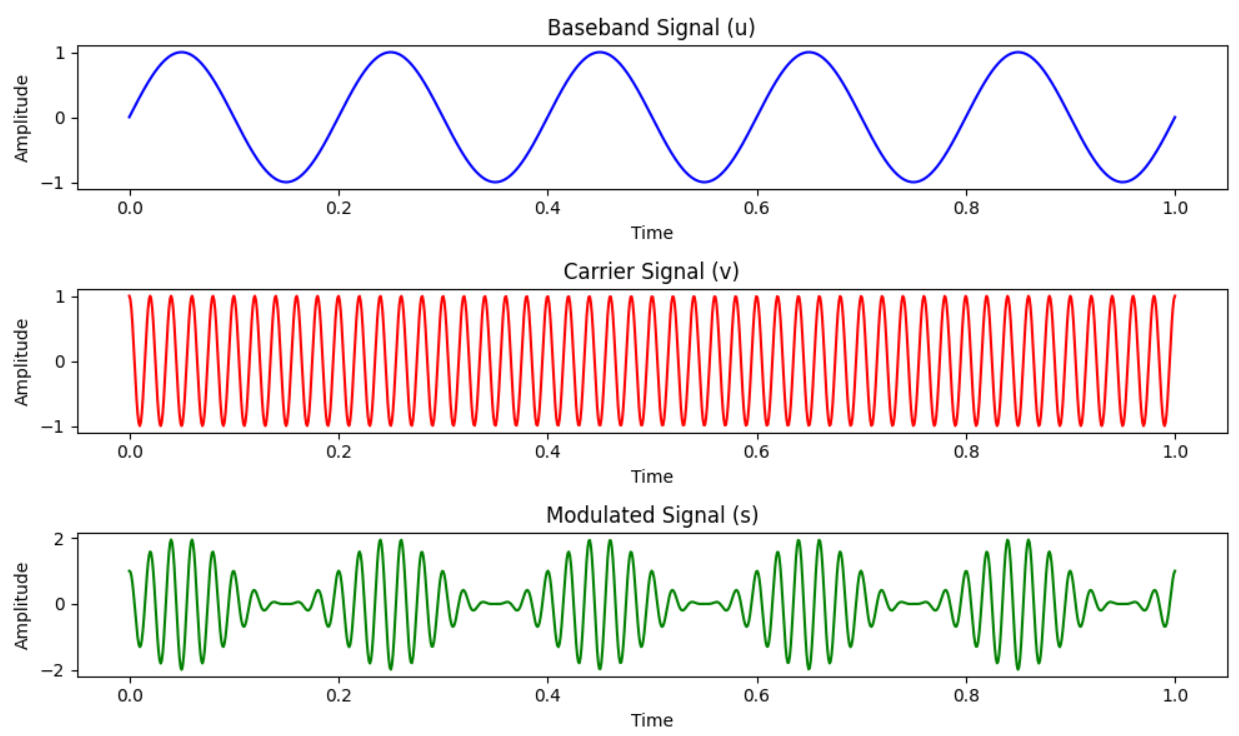 Baseband Signal (u)
Amplitude
1
0
−1
0.0 0.2 0.4 0.6 0.8 1.0
Time
Carrier Signal (v)
Amplitude
1
0
−1
0.0 0.2 0.4 0.6 0.8 1.0
Time
Modulated Signal (s)
Amplitude
2
0
−2
0.0 0.2 0.4 0.6 0.8 1.0
Time